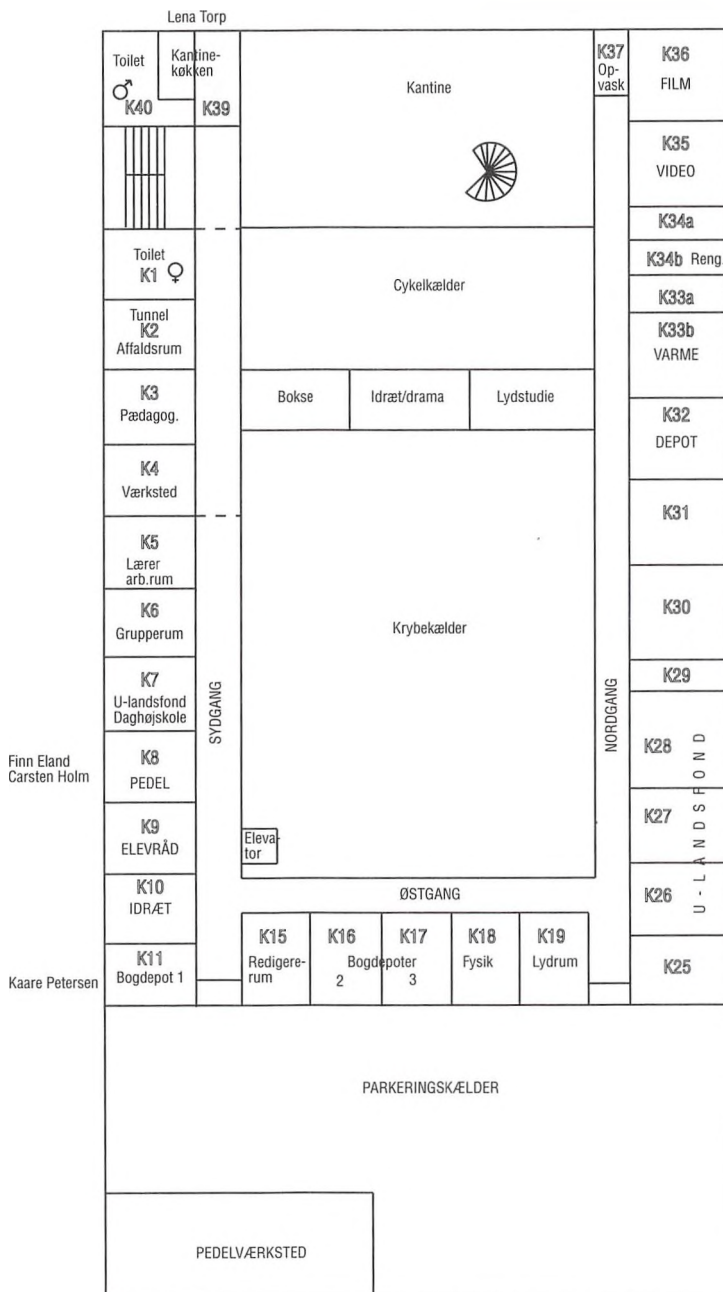 Lena Torp
Toilet
♂
K40
Kantine-
køkken
K39
Kantine
K37
Op-
vask
K36
FILM
K35
VIDEO
K34a
K34b Reng.
K33a
K33b
VARME
K32
DEPOT
K31
K30
K29
K28
K27
K26
K25
U-LANDSFOND
Toilet
K1 ♀
Tunnel
K2
Affaldsrum
K3
Pædagog.
K4
Værksted
K5
Lærer
arb.rum
K6
Grupperum
K7
U-landsfond
Daghøjskole
Finn Eland
Carsten Holm
K8
PEDEL
K9
ELEVRÅD
K10
IDRÆT
Kaare Petersen
K11
Bogdepot 1
SYDGANG
Cykelkælder
Bokse
Idræt/drama
Lydstudie
Krybekælder
NORDGANG
Eleva-
tor
ØSTGANG
K15
Redigere-
rum
K16
K17
Bogdepoter
2
3
K18
Fysik
K19
Lydrum
PARKERINGSKÆLDER
PEDELVÆRKSTED